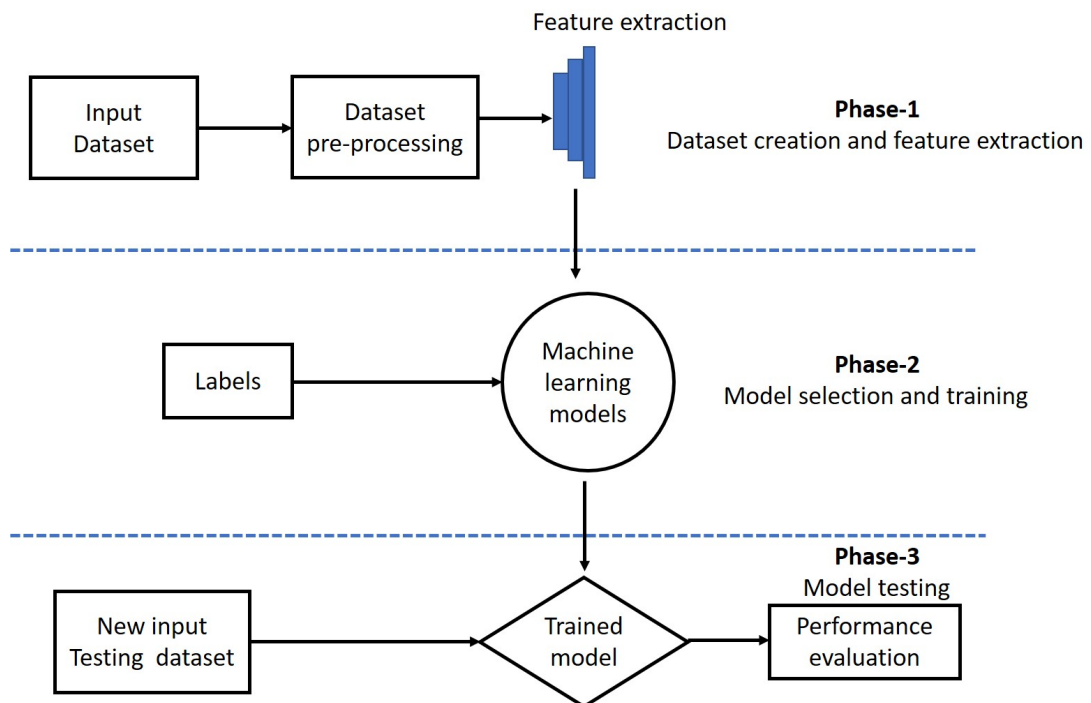 Feature extraction
Input
Dataset
Dataset
pre-processing
Phase-1
Dataset creation and feature extraction
Labels
Machine
learning
models
Phase-2
Model selection and training
Phase-3
Model testing
New input
Testing dataset
Trained
model
Performance
evaluation